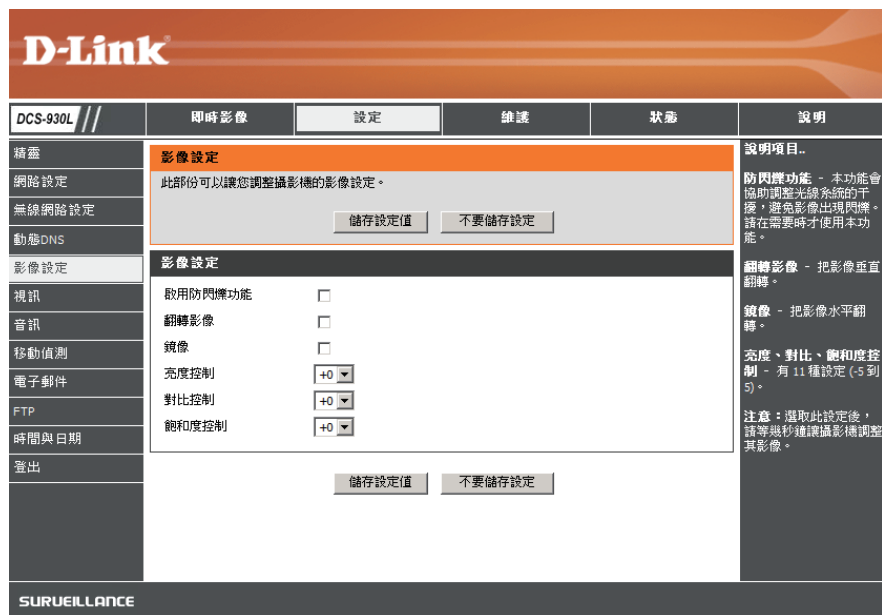 D-Link
DCS-930L
即時影像
設定
維護
狀態
說明
精靈
網路設定
無線網路設定
動態DNS
影像設定
視訊
音訊
移動偵測
電子郵件
FTP
時間與日期
登出
影像設定
此部份可以讓您調整攝影機的影像設定。
儲存設定值
不要儲存設定
影像設定
啟用防閃爍功能
翻轉影像
鏡像
亮度控制
+0
對比控制
+0
飽和度控制
+0
儲存設定值
不要儲存設定
說明項目..
防閃爍功能 - 本功能會
協助調整光線系統的干
擾,避免影像出現閃爍。
請在需要時才使用本功
能。
翻轉影像 - 把影像垂直
翻轉。
鏡像 - 把影像水平翻
轉。
亮度、對比、飽和度控
制 - 有 11 種設定 (-5 到
5)。
注意:選取此設定後,
請等幾秒鐘讓攝影機調整
其影像。
SURVEILLANCE